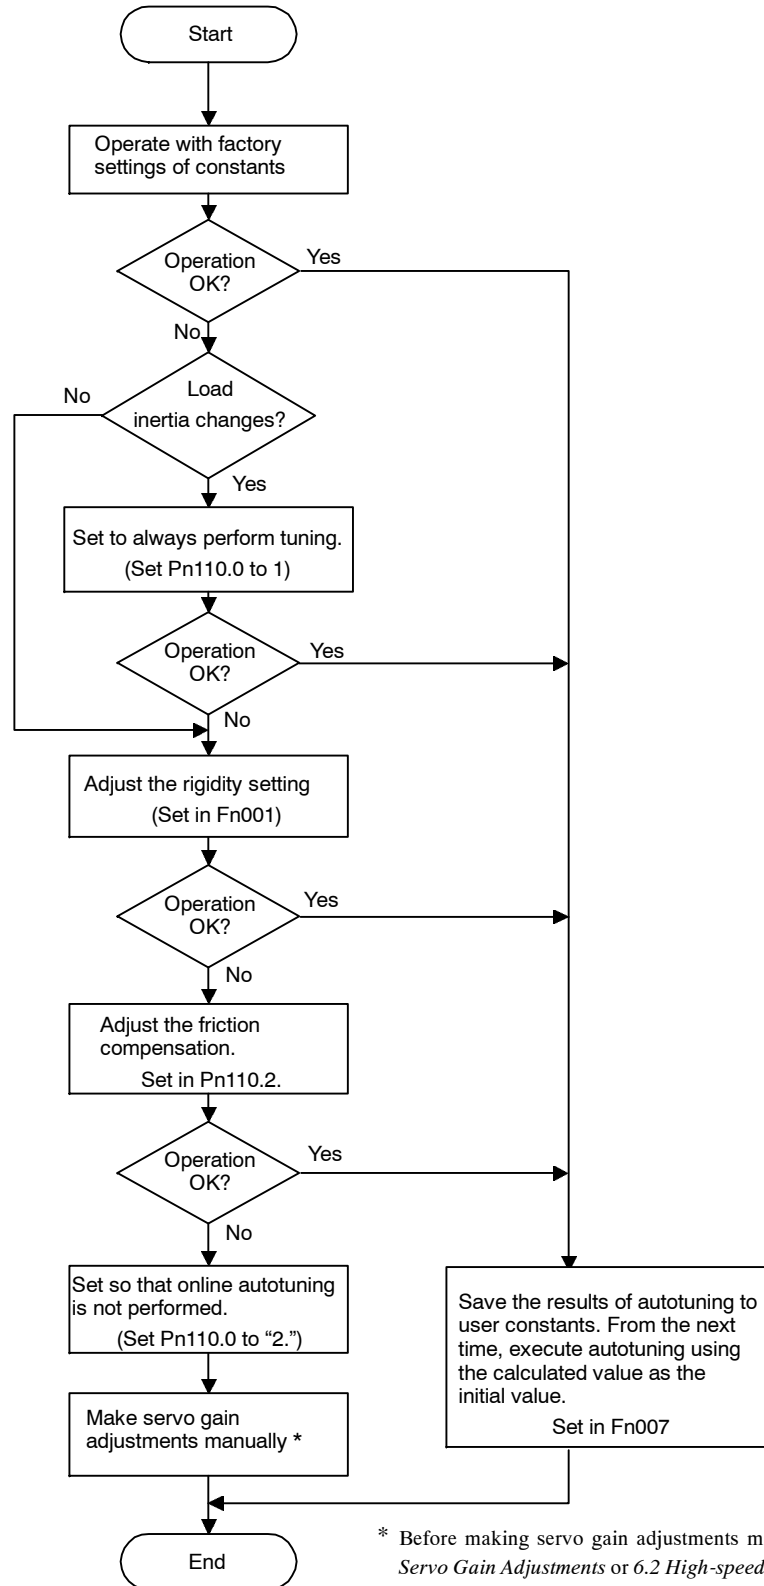 Start
Operate with factory
settings of constants
Operation
OK?
Yes
No
Load
inertia changes?
No
Yes
Set to always perform tuning.
(Set Pn110.0 to 1)
Operation
OK?
Yes
No
Adjust the rigidity setting
(Set in Fn001)
Operation
OK?
Yes
No
Adjust the friction
compensation.
Set in Pn110.2.
Operation
OK?
Yes
No
Set so that online autotuning
is not performed.
(Set Pn110.0 to “2.”)
Save the results of autotuning to
user constants. From the next
time, execute autotuning using
the calculated value as the
initial value.
Set in Fn007
Make servo gain
adjustments manually *
End
* Before making servo gain adjustments m
Servo Gain Adjustments or 6.2 High-speed